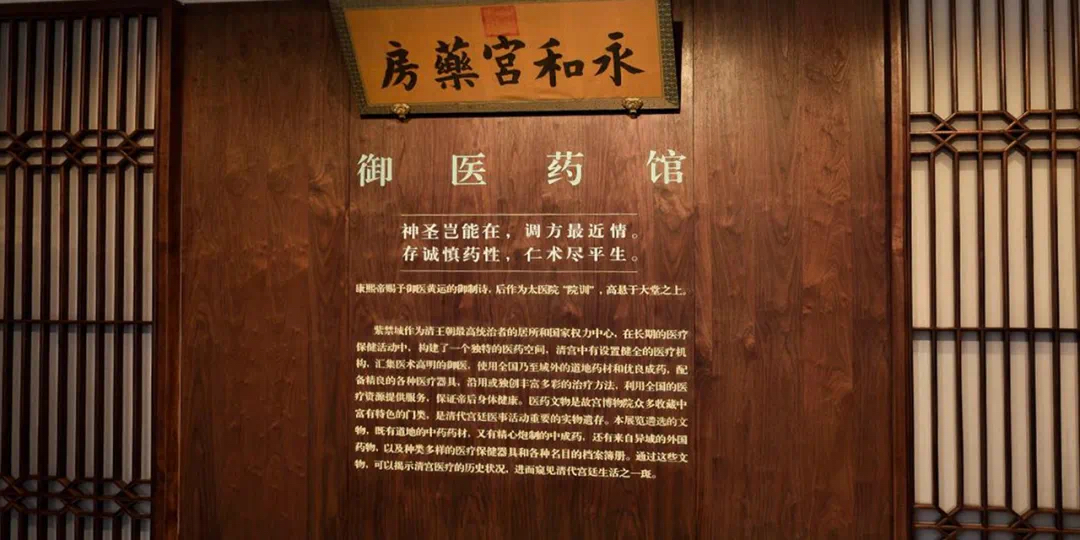 永和宫藥房
御医药馆
神圣岂能在，调方最近情。
存诚慎药性，仁术尽平生。
康熙帝赐予御医黄运的御制诗，后作为太医院“院训”，高悬于大堂之上。
紫禁城作为清王朝最高统治者的居所和国家权力中心，在长期的医疗
保健活动中，构建了一个独特的医药空间，清宫中有设置健全的医疗机
构，汇集医术高明的御医，使用全国乃至域外的道地药材和优良成药，配
备精良的各种医疗器具，沿用或独创丰富多彩的治疗方法，利用全国的医
疗资源提供服务，保证帝后身体健康。医药文物是故宫博物院众多收藏中
富有特色的门类，是清代宫廷医事活动重要的实物遗存。本展览遴选的文
物，既有道地的中药药材，又有精心炮制的中成药，还有来自异域的外国
药物，以及种类多样的医疗保健器具和各种名目的档案簿册。通过这些文
物，可以揭示清宫医疗的历史状况，进而窥见清代宫廷生活之一斑。